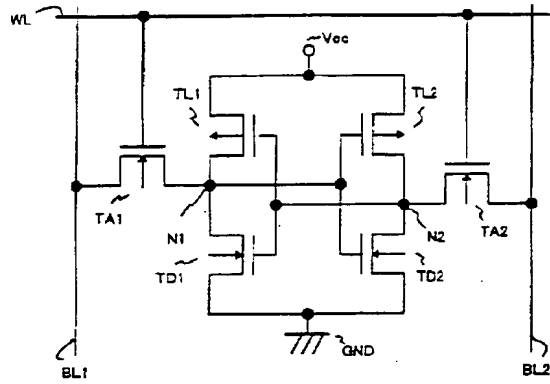 WL
Vcc
TL1
TL2
TA1
N1
N2
TA2
TD1
TD2
GND
BL1
BL2